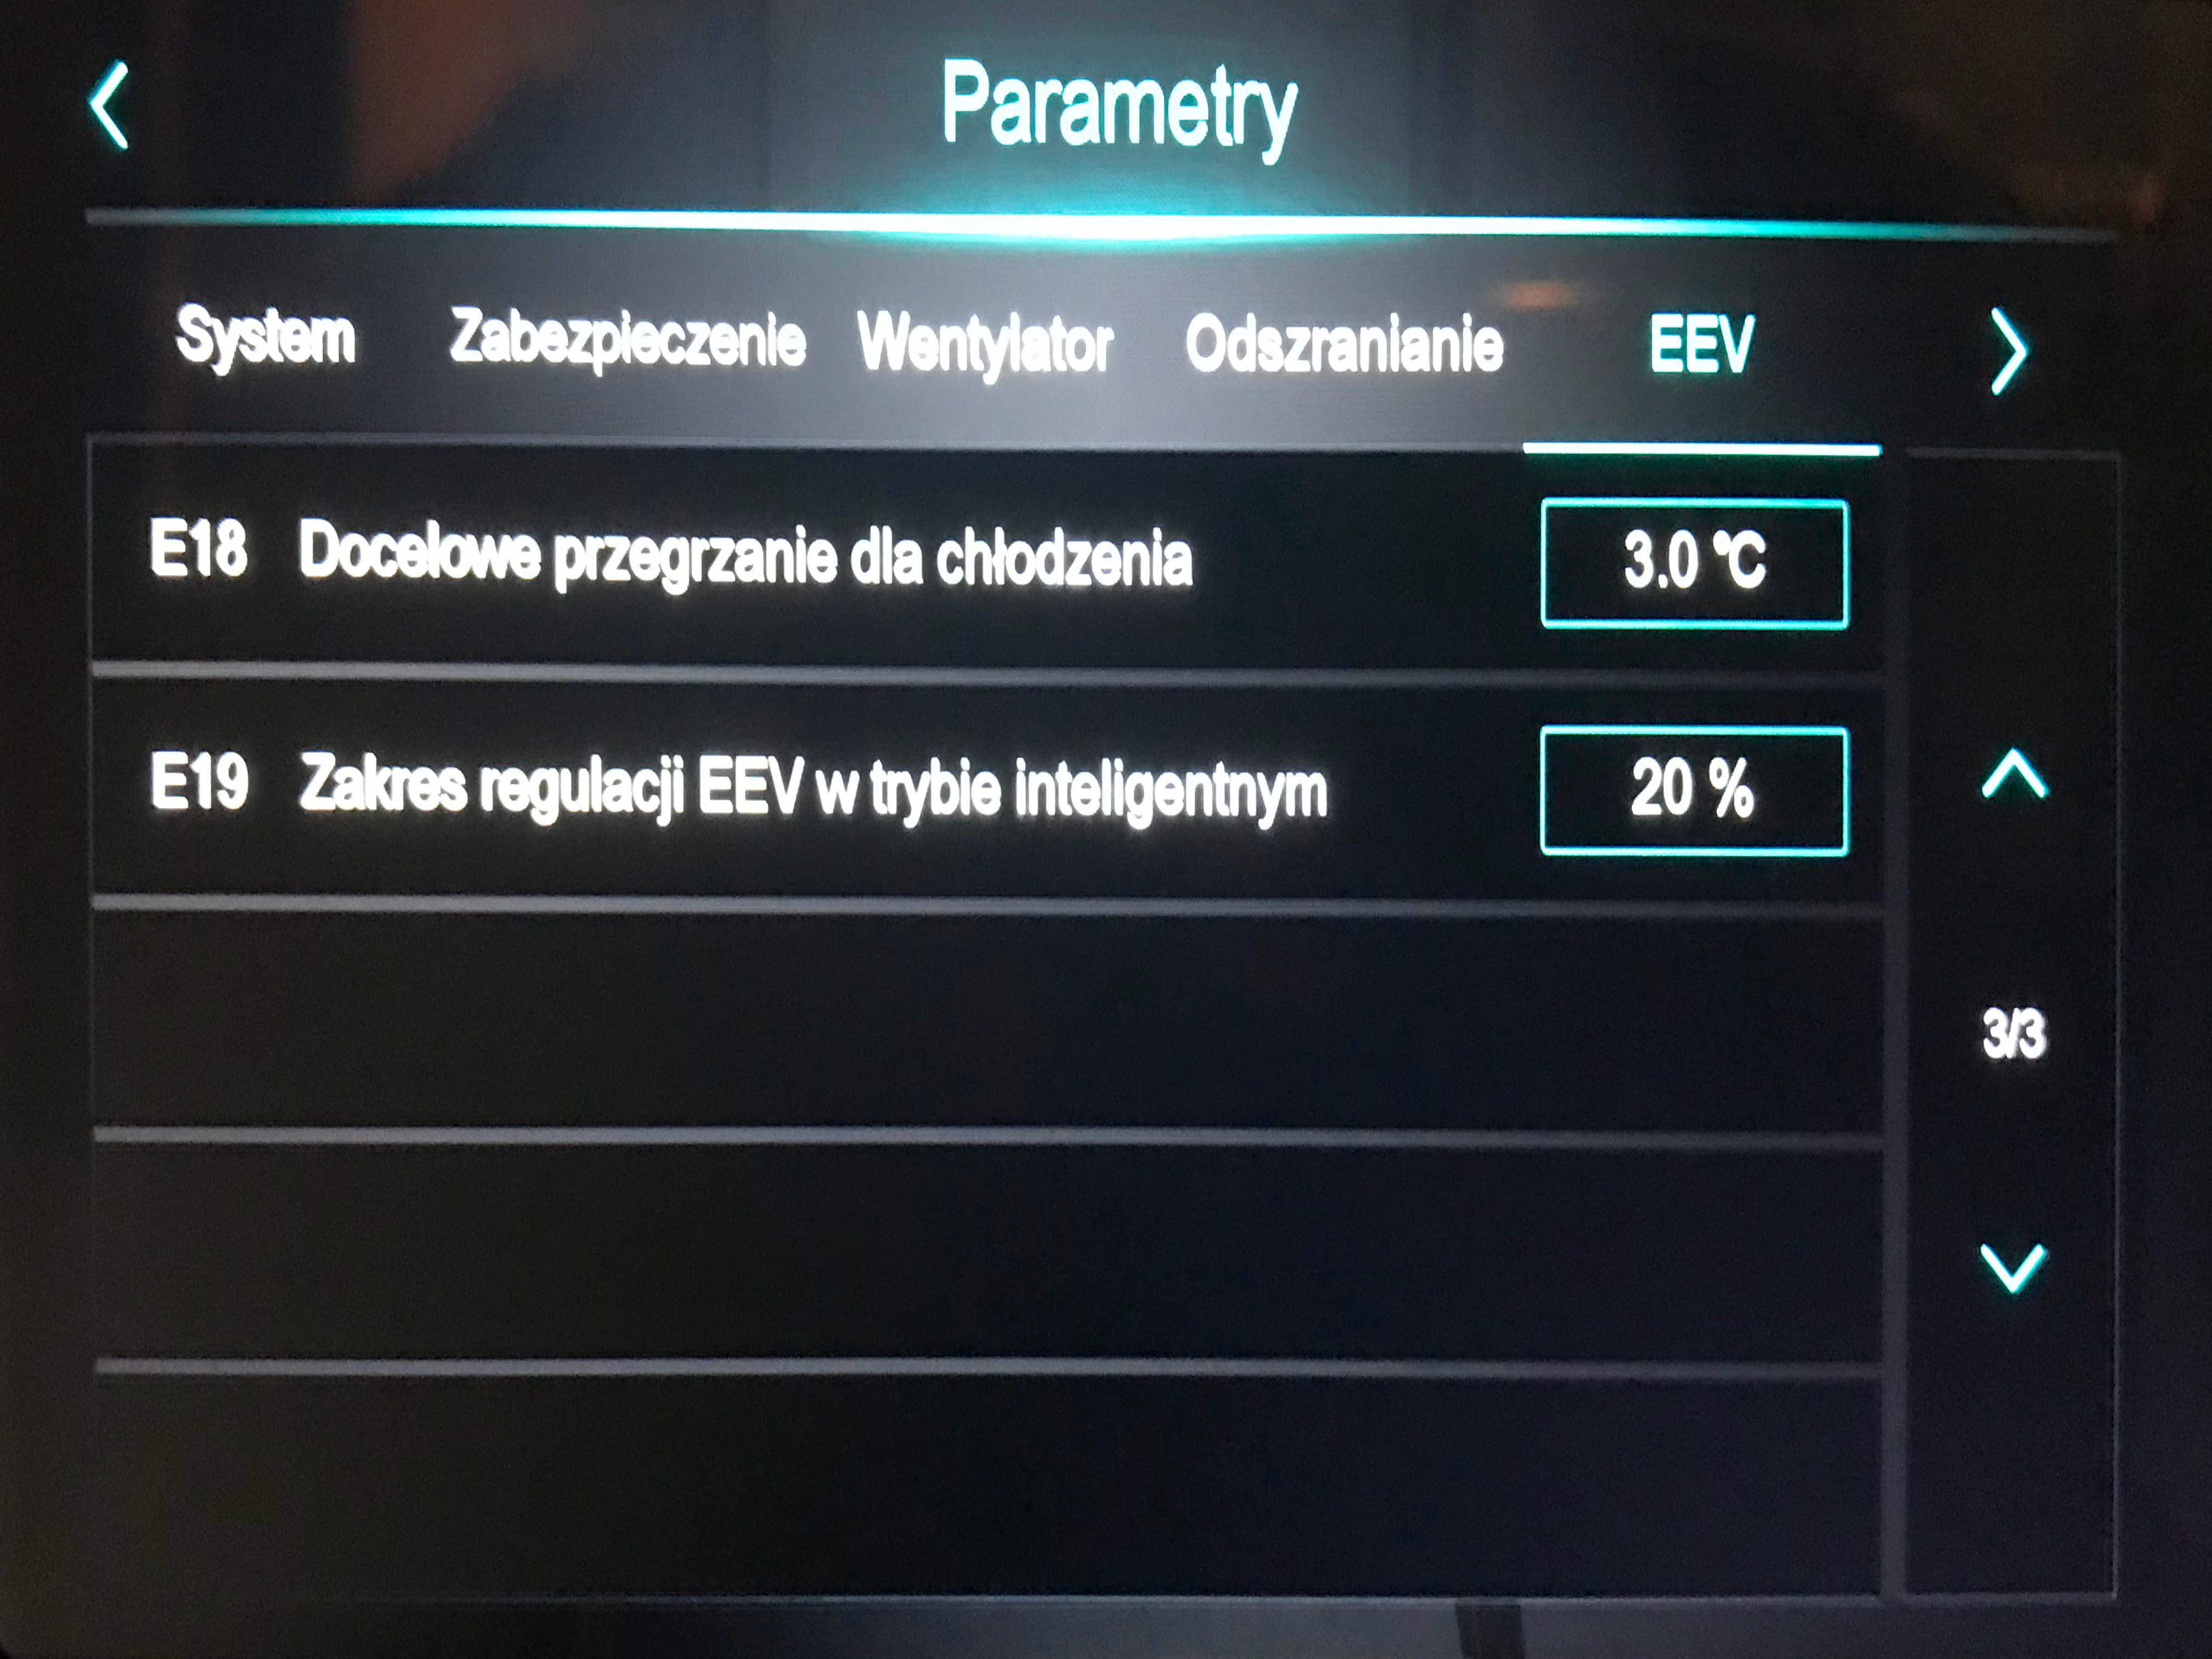 Parametry
System Zabezpieczenie Wentylator Odszranianie EEV
E18 Docelowe przegrzanie dla chłodzenia 3.0 °C
E19 Zakres regulacji EEV w trybie inteligentnym 20 %
3/3